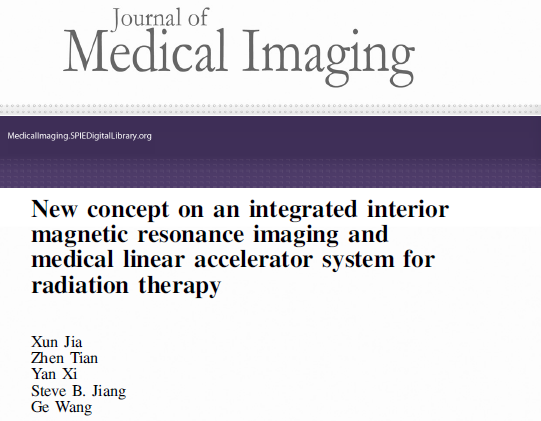 Journal of
Medical Imaging
MedicalImaging.SPIEDigitalLibrary.org
New concept on an integrated interior
magnetic resonance imaging and
medical linear accelerator system for
radiation therapy
Xun Jia
Zhen Tian
Yan Xi
Steve B. Jiang
Ge Wang